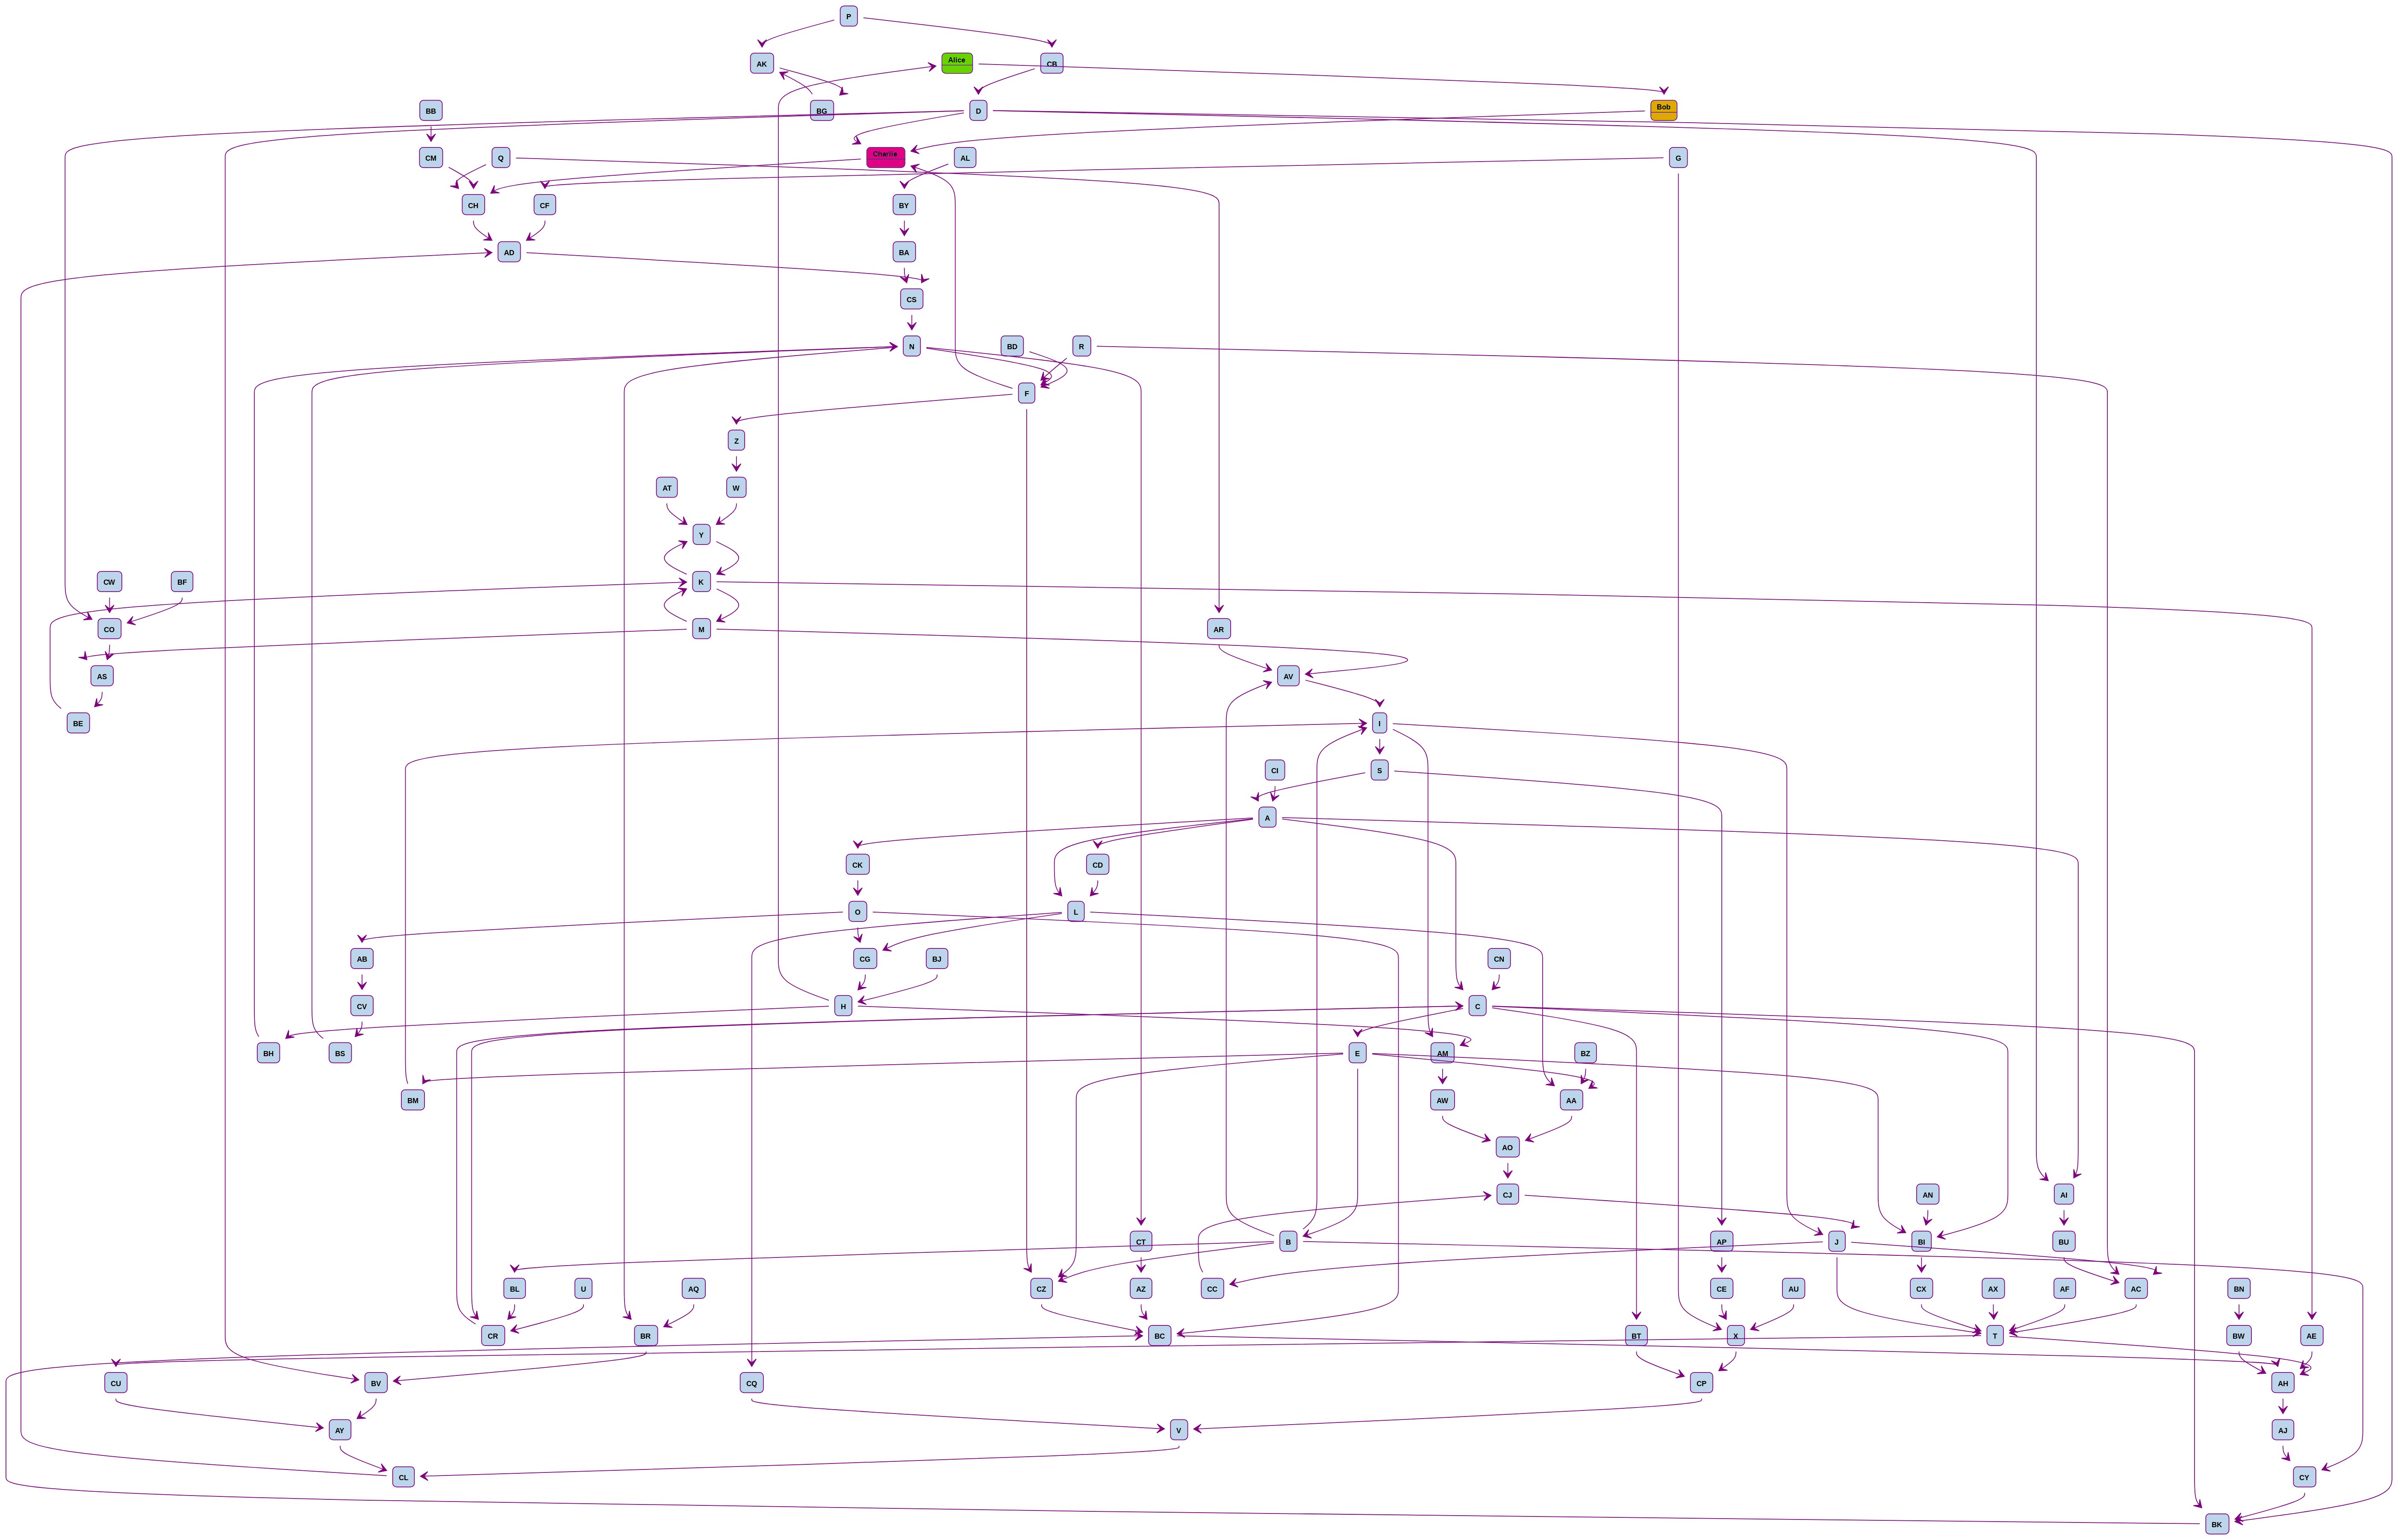 P
AK
Alice
CB
BB
BG
D
Bob
CM
Q
Charlie
AL
G
CH
CF
BY
AD
BA
CS
N
BD
R
F
Z
AT
W
Y
CW
BF
K
CO
M
AR
AS
AV
BE
I
CI
S
A
CK
CD
O
L
AB
CG
BJ
CN
CV
H
C
BH
BS
E
AM
BZ
BM
AW
AA
AO
CJ
AN
AI
CT
B
AP
J
BI
BU
BL
U
AQ
CZ
AZ
CC
CE
AU
CX
AX
AF
AC
BN
CR
BR
BC
BT
X
T
BW
AE
CU
BV
CQ
CP
AH
AY
V
AJ
CL
CY
BK